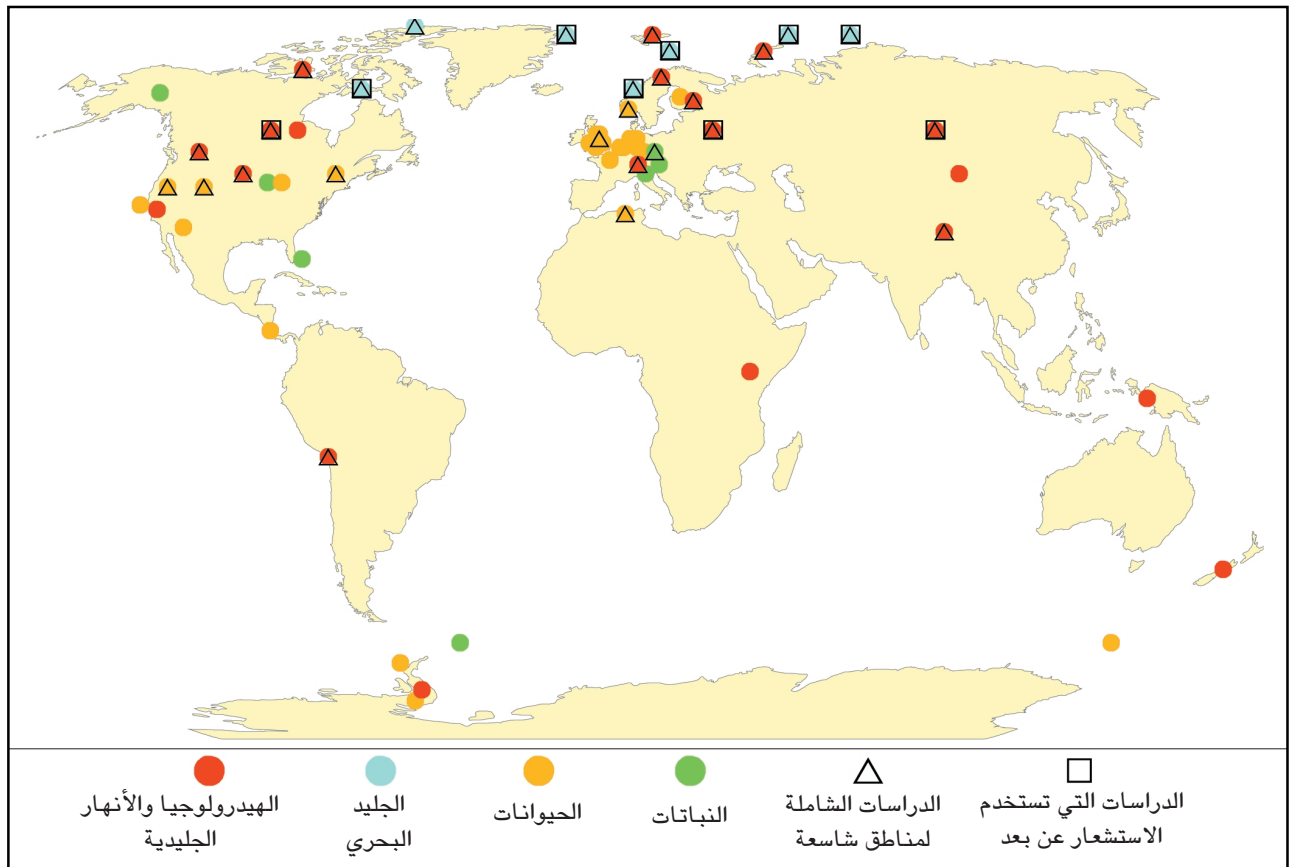 الدراسات التي تستخدم
الاستشعار عن بعد
الدراسات الشاملة
لمناطق شاسعة
النباتات
الحيوانات
الجليد
البحري
الهيدرولوجيا والأنهار
الجليدية